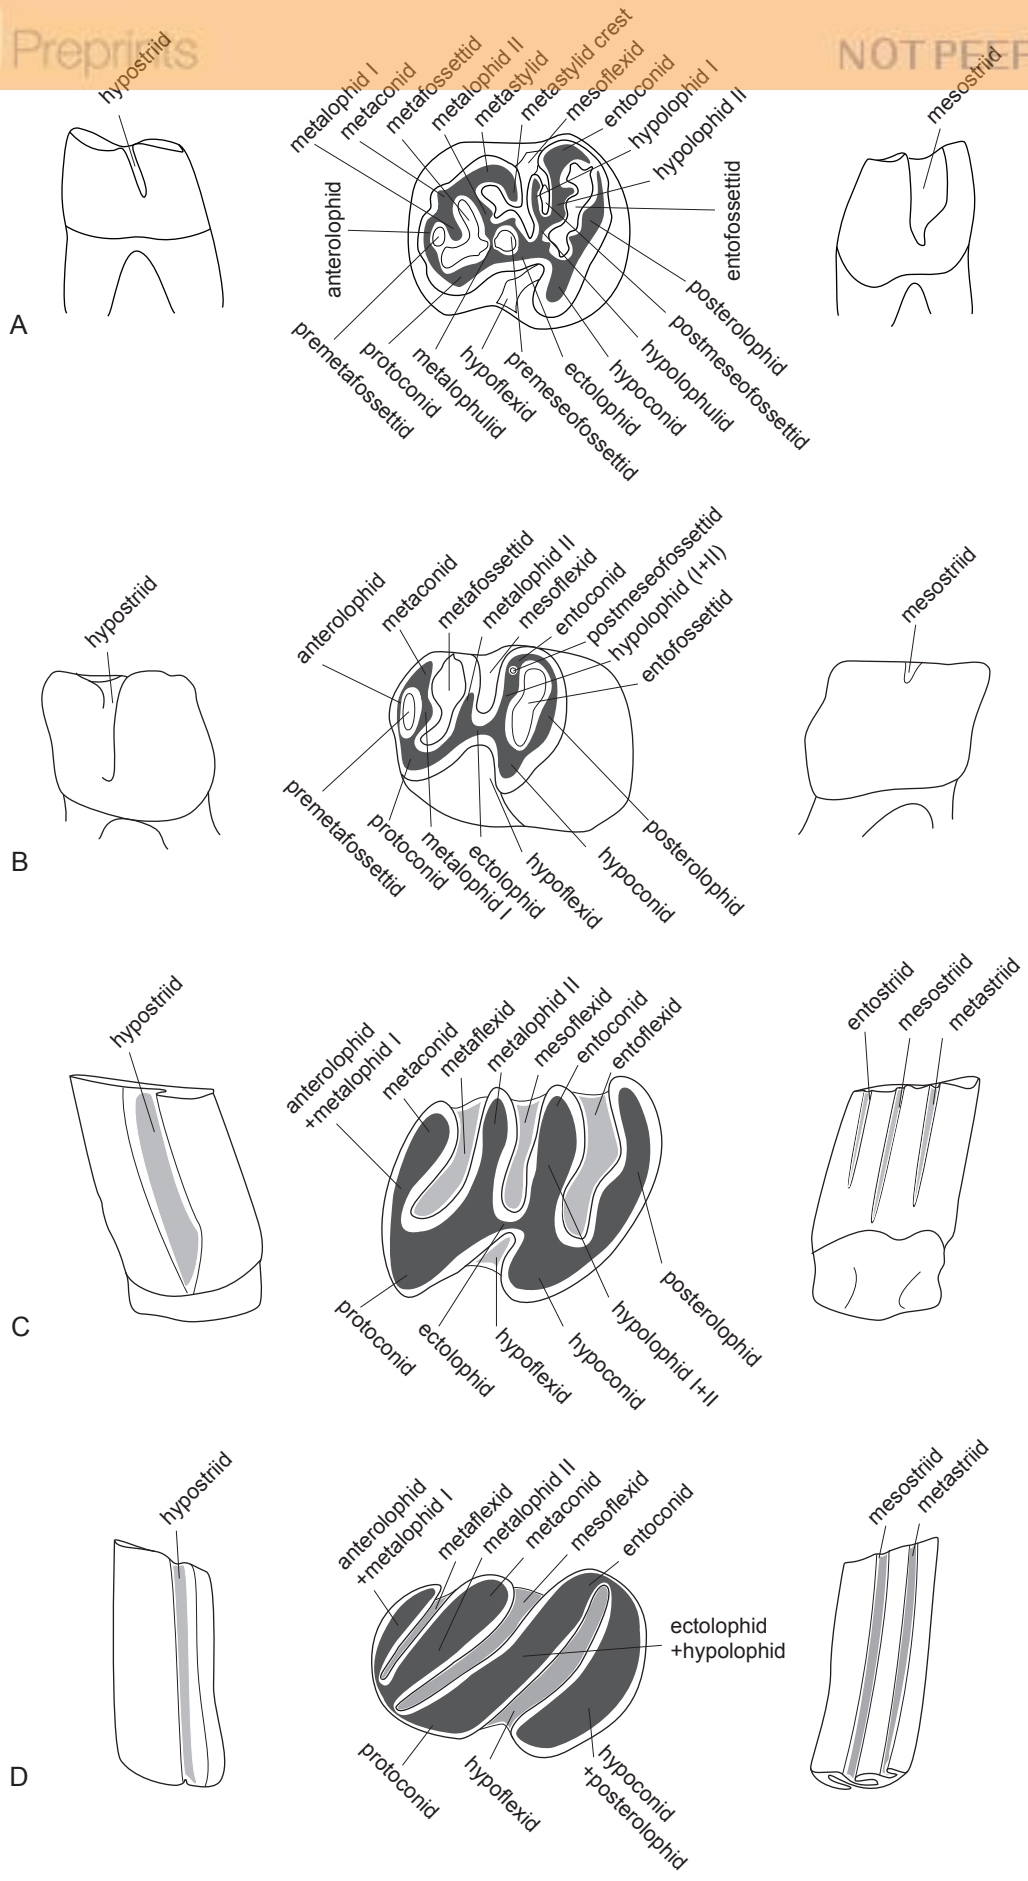 Preprints
NOT PEER
hypostriid
metalophid I
metaconid
metafossettid
metalophid II
metastylid
metastylid crest
mesoflexid
entoconid
hypolophid I
hypolophid II
mesostriid
anterolophid
entofossettid
premetafossettid
protoconid
metalophulid
hypoflexid
premeseofossettid
ectolophid
hypoconid
hypolophulid
postmeseofossettid
posterolophid
A
hypostriid
anterolophid
metaconid
metafossettid
metalophid II
mesoflexid
entoconid
postmeseofossettid
hypolophid (I+II)
entofossettid
mesostriid
premetafossettid
protoconid
metalophid I
ectolophid
hypoflexid
hypoconid
posterolophid
B
hypostriid
anterolophid
+metalophid I
metaconid
metaflexid
metalophid II
mesoflexid
entoconid
entoflexid
entostriid
mesostriid
metastriid
protoconid
ectolophid
hypoflexid
hypoconid
hypolophid I+II
posterolophid
C
hypostriid
anterolophid
+metalophid I
metaflexid
metalophid II
metaconid
mesoflexid
entoconid
ectolophid
+hypolophid
mesostriid
metastriid
protoconid
hypoflexid
hypoconid
+posterolophid
D